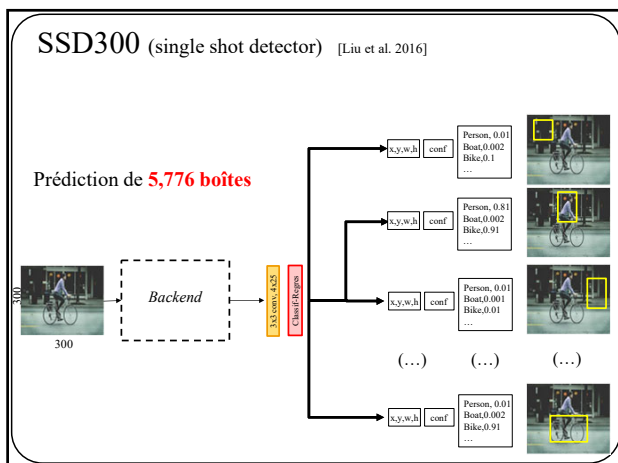 SSD300 (single shot detector) [Liu et al. 2016]
Prédiction de 5,776 boîtes
300
300
Backend
3x3 conv, 4x25
Classif-Regres
x,y,w,h
conf
Person, 0.01
Boat,0.002
Bike,0.1
…
x,y,w,h
conf
Person, 0.81
Boat,0.002
Bike,0.91
…
x,y,w,h
conf
Person, 0.01
Boat,0.001
Bike,0.01
…
(…) (…) (…)
x,y,w,h
conf
Person, 0.01
Boat,0.002
Bike,0.91
…